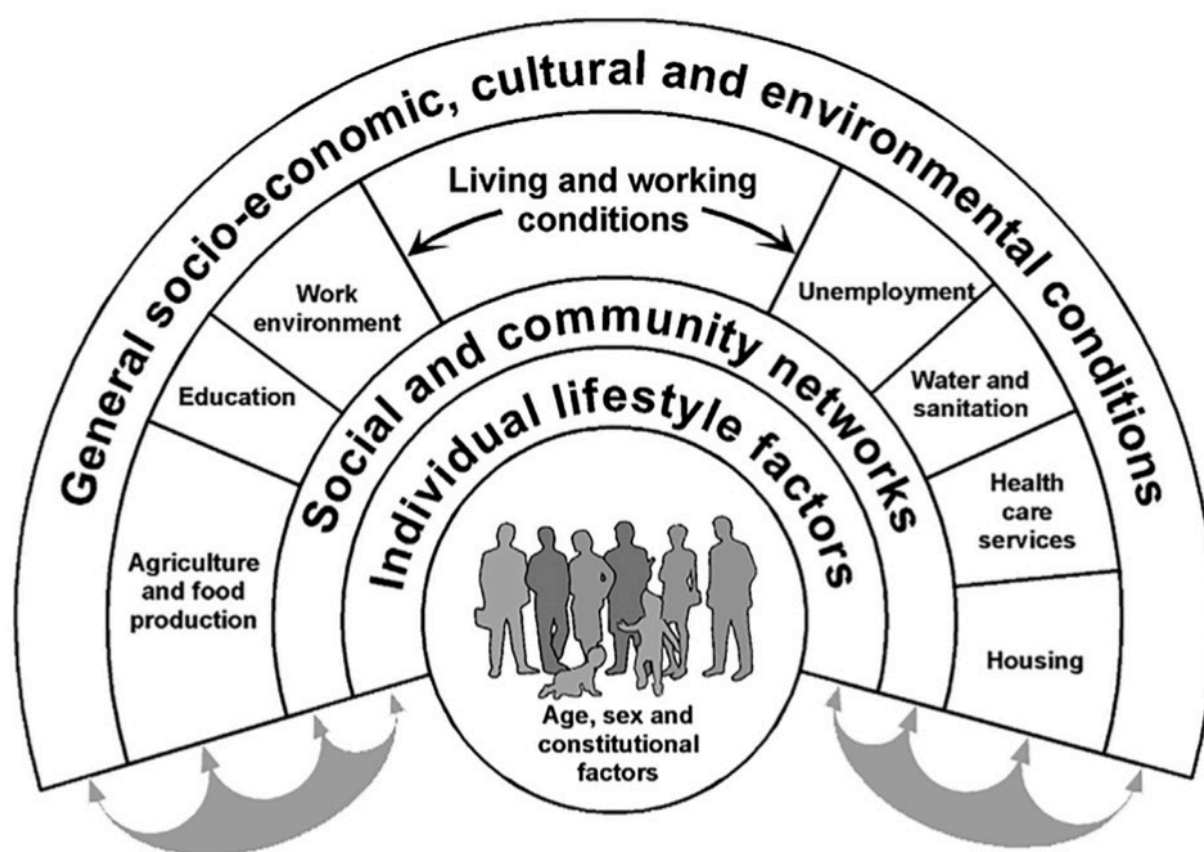 General socio-economic, cultural and environmental conditions
Living and working
conditions
Work
environment
Unemployment
Education
Water and
sanitation
Agriculture
and food
production
Health
care
services
Housing
Social and community networks
Individual lifestyle factors
Age, sex and
constitutional
factors